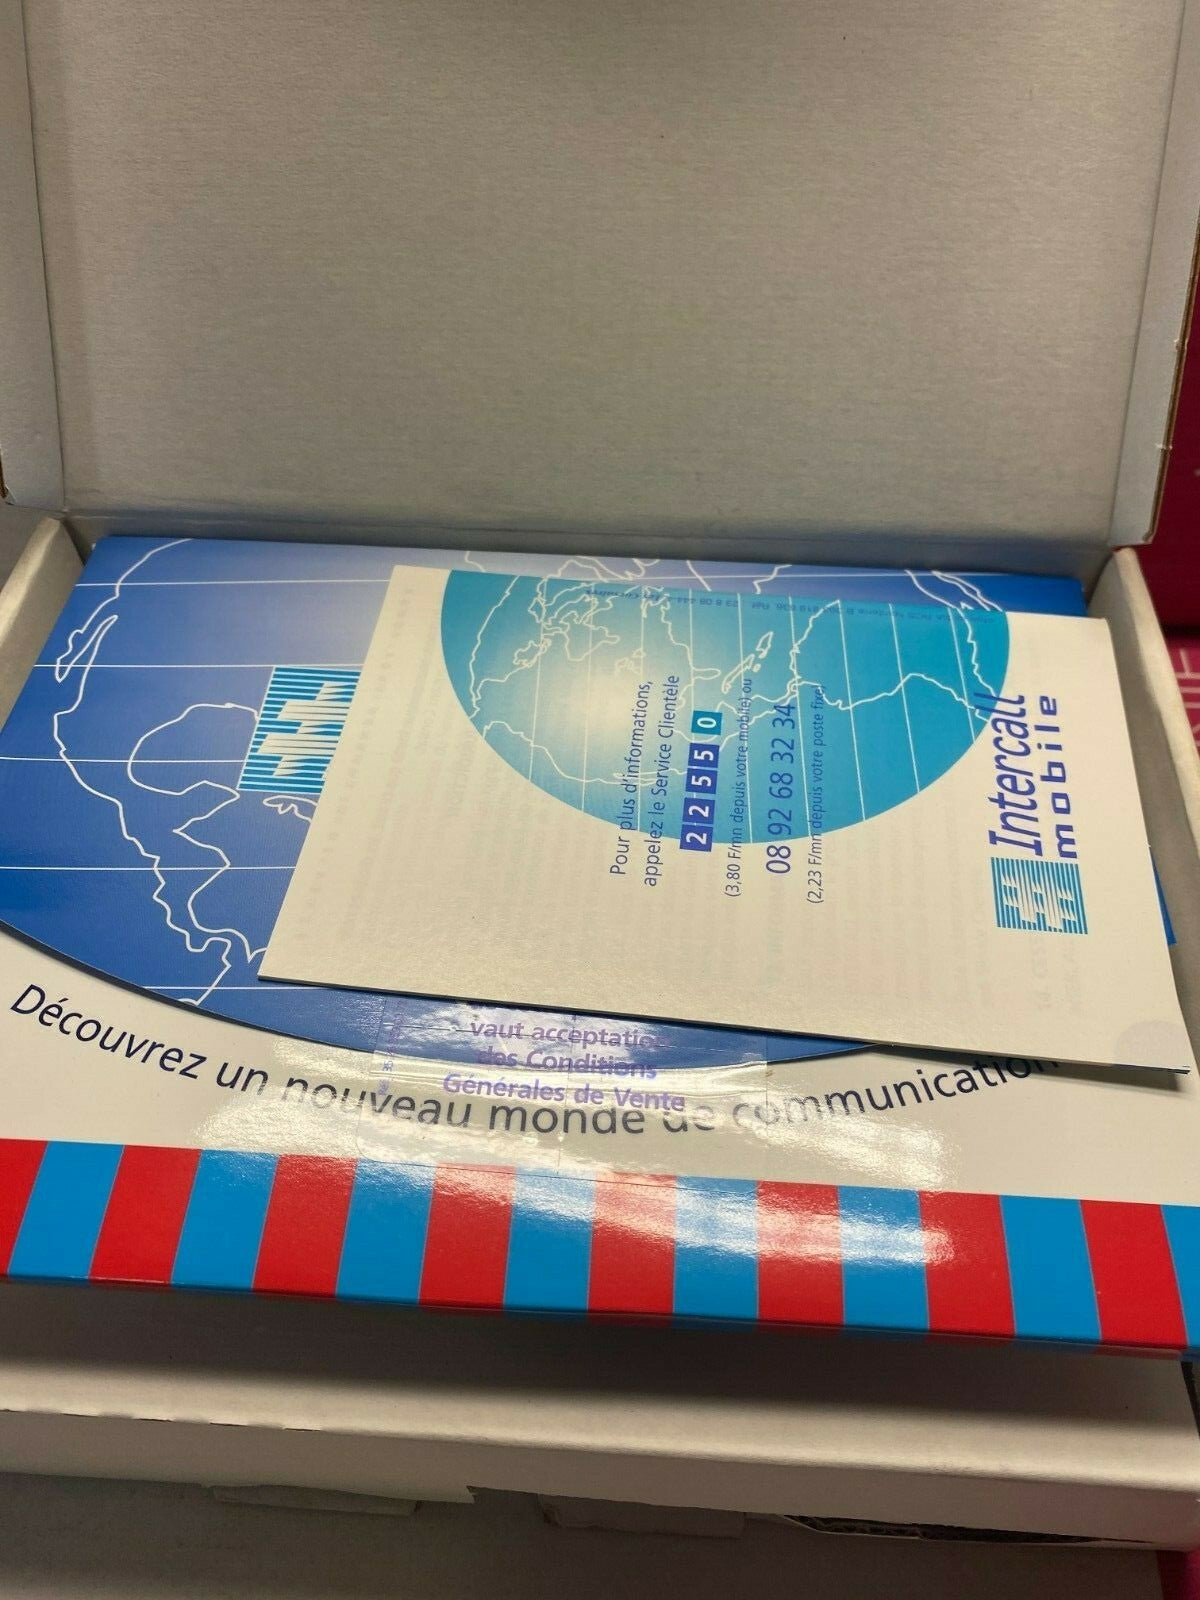 Pour plus d'informations,
appelez le Service Clientèle
2 2 5 5 0
(3,80 F/mn depuis votre mobile) ou
08 92 68 32 34
(2,23 F/mn depuis votre poste fixe)
Intercall
mobile
vaut acceptation
des Conditions
Générales de Vente
Découvrez un nouveau monde de communication